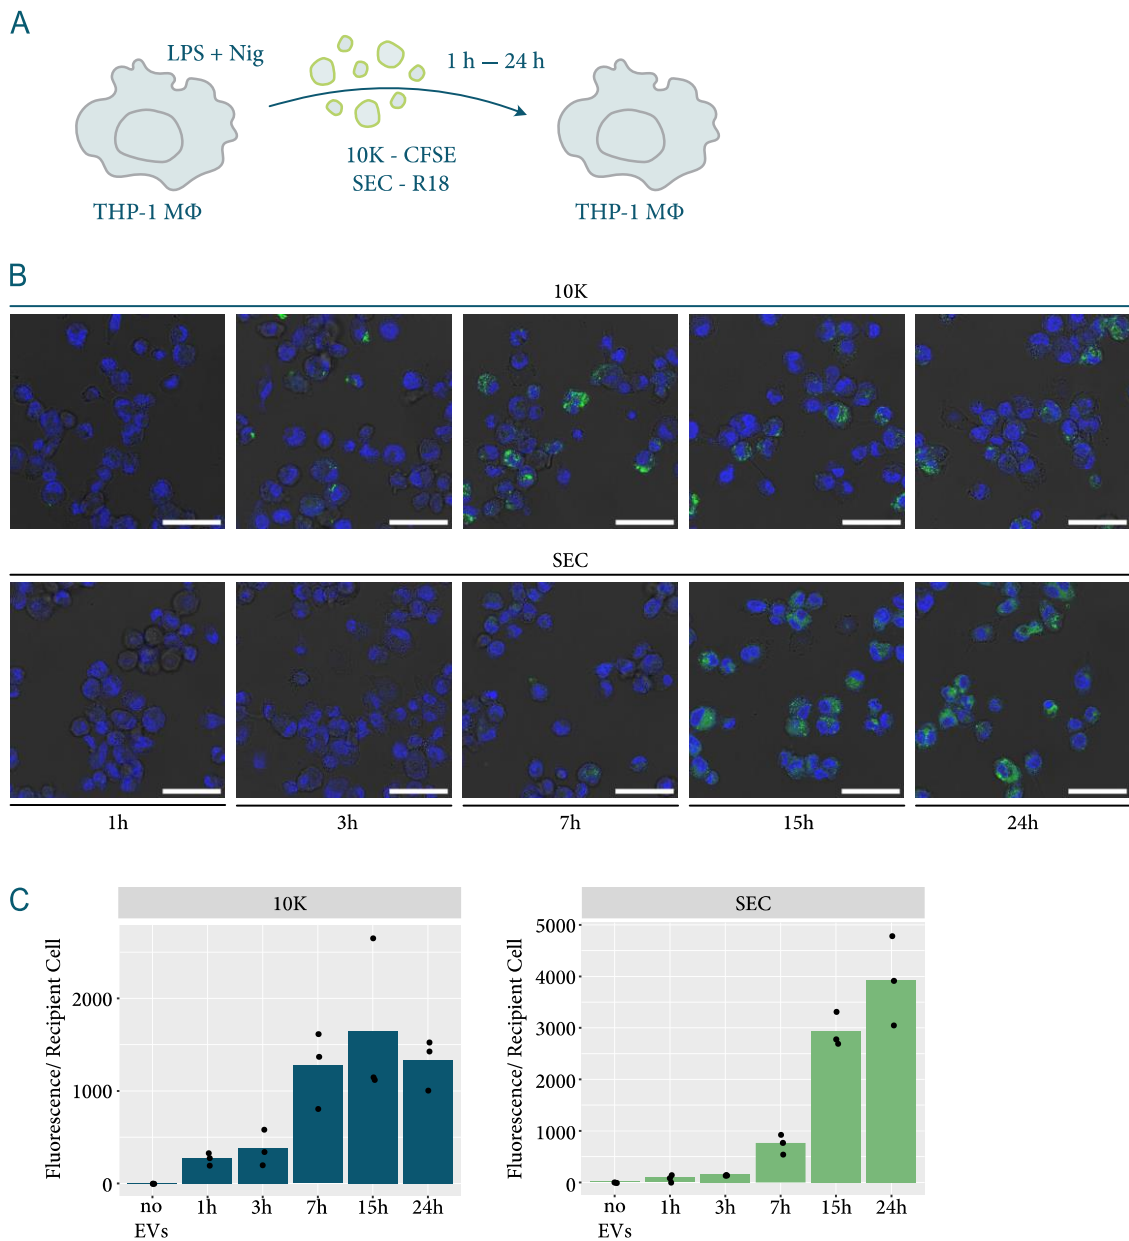 A
LPS + Nig
1 h – 24 h
10K - CFSE
SEC - R18
THP-1 MΦ
THP-1 MΦ
B
10K
SEC
1h
3h
7h
15h
24h
C
10K
Fluorescence/ Recipient Cell
2000
1000
0
no EVs
1h
3h
7h
15h
24h
SEC
Fluorescence/ Recipient Cell
5000
4000
3000
2000
1000
0
no EVs
1h
3h
7h
15h
24h